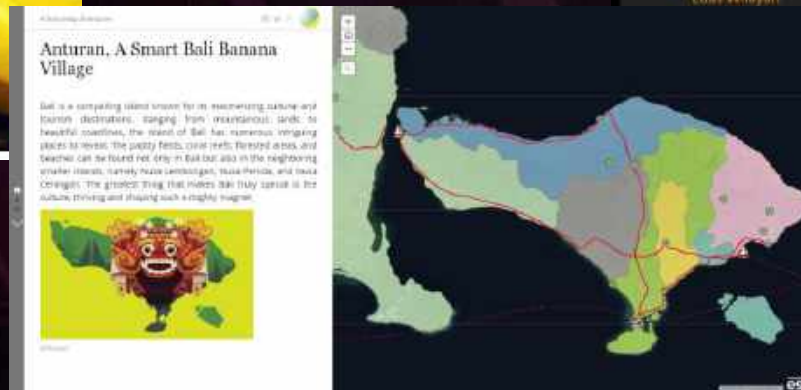 Anturan, A Smart Bali Banana
Village
Bali is a compelling island known for its mesmerizing culture and
tourism destinations. Ranging from mountainous lands to
beautiful coastlines, the island of Bali has numerous intriguing
places to reveal. The paddy fields, coral reefs, forested areas, and
beaches can be found not only in Bali but also in the neighboring
smaller islands, namely Nusa Lembongan, Nusa Penida, and Nusa
Ceningan. The greatest thing that makes Bali truly special is the
culture, thriving and shaping such a mighty magnet.